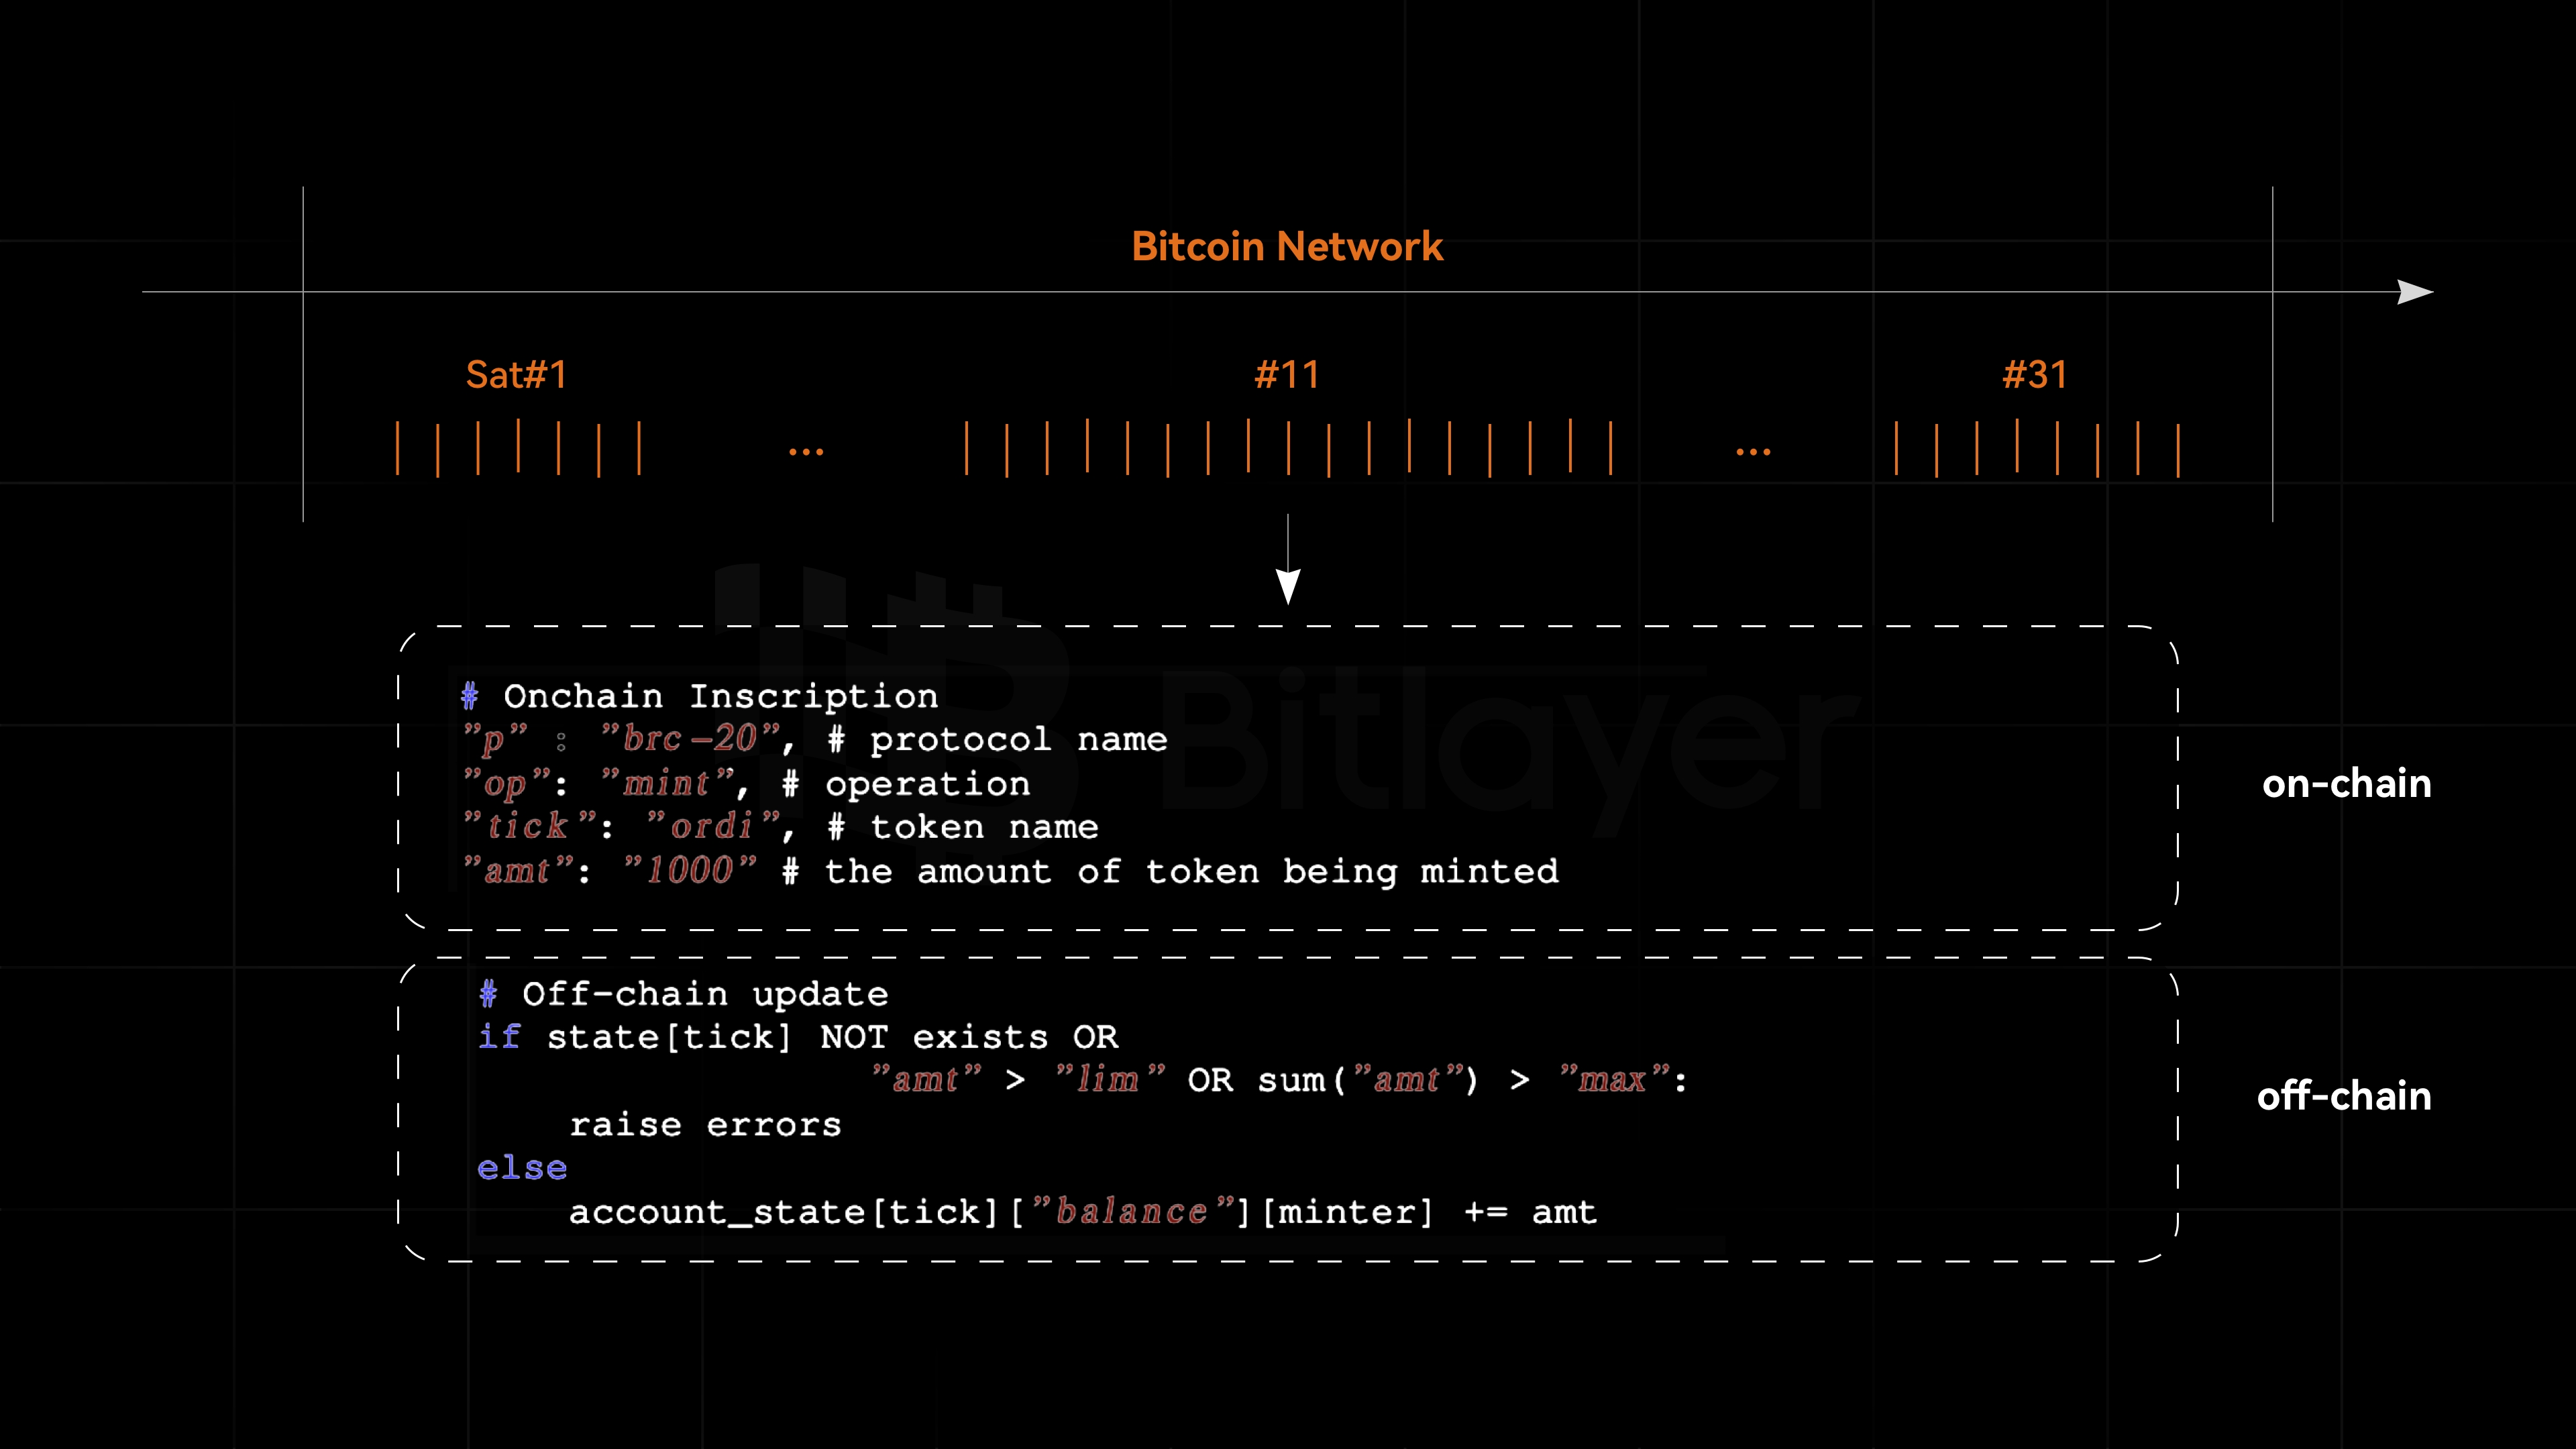 Bitcoin Network
Sat#1
#11
#31
...
...
Bitlayer
# Onchain Inscription
”p” : ”brc-20”, # protocol name
”op”: ”mint”, # operation
”tick”: ”ordi”, # token name
”amt”: ”1000” # the amount of token being minted
on-chain
# Off-chain update
if state[tick] NOT exists OR
”amt” > ”lim” OR sum(”amt”) > ”max”:
raise errors
else
account_state[tick][”balance”][minter] += amt
off-chain